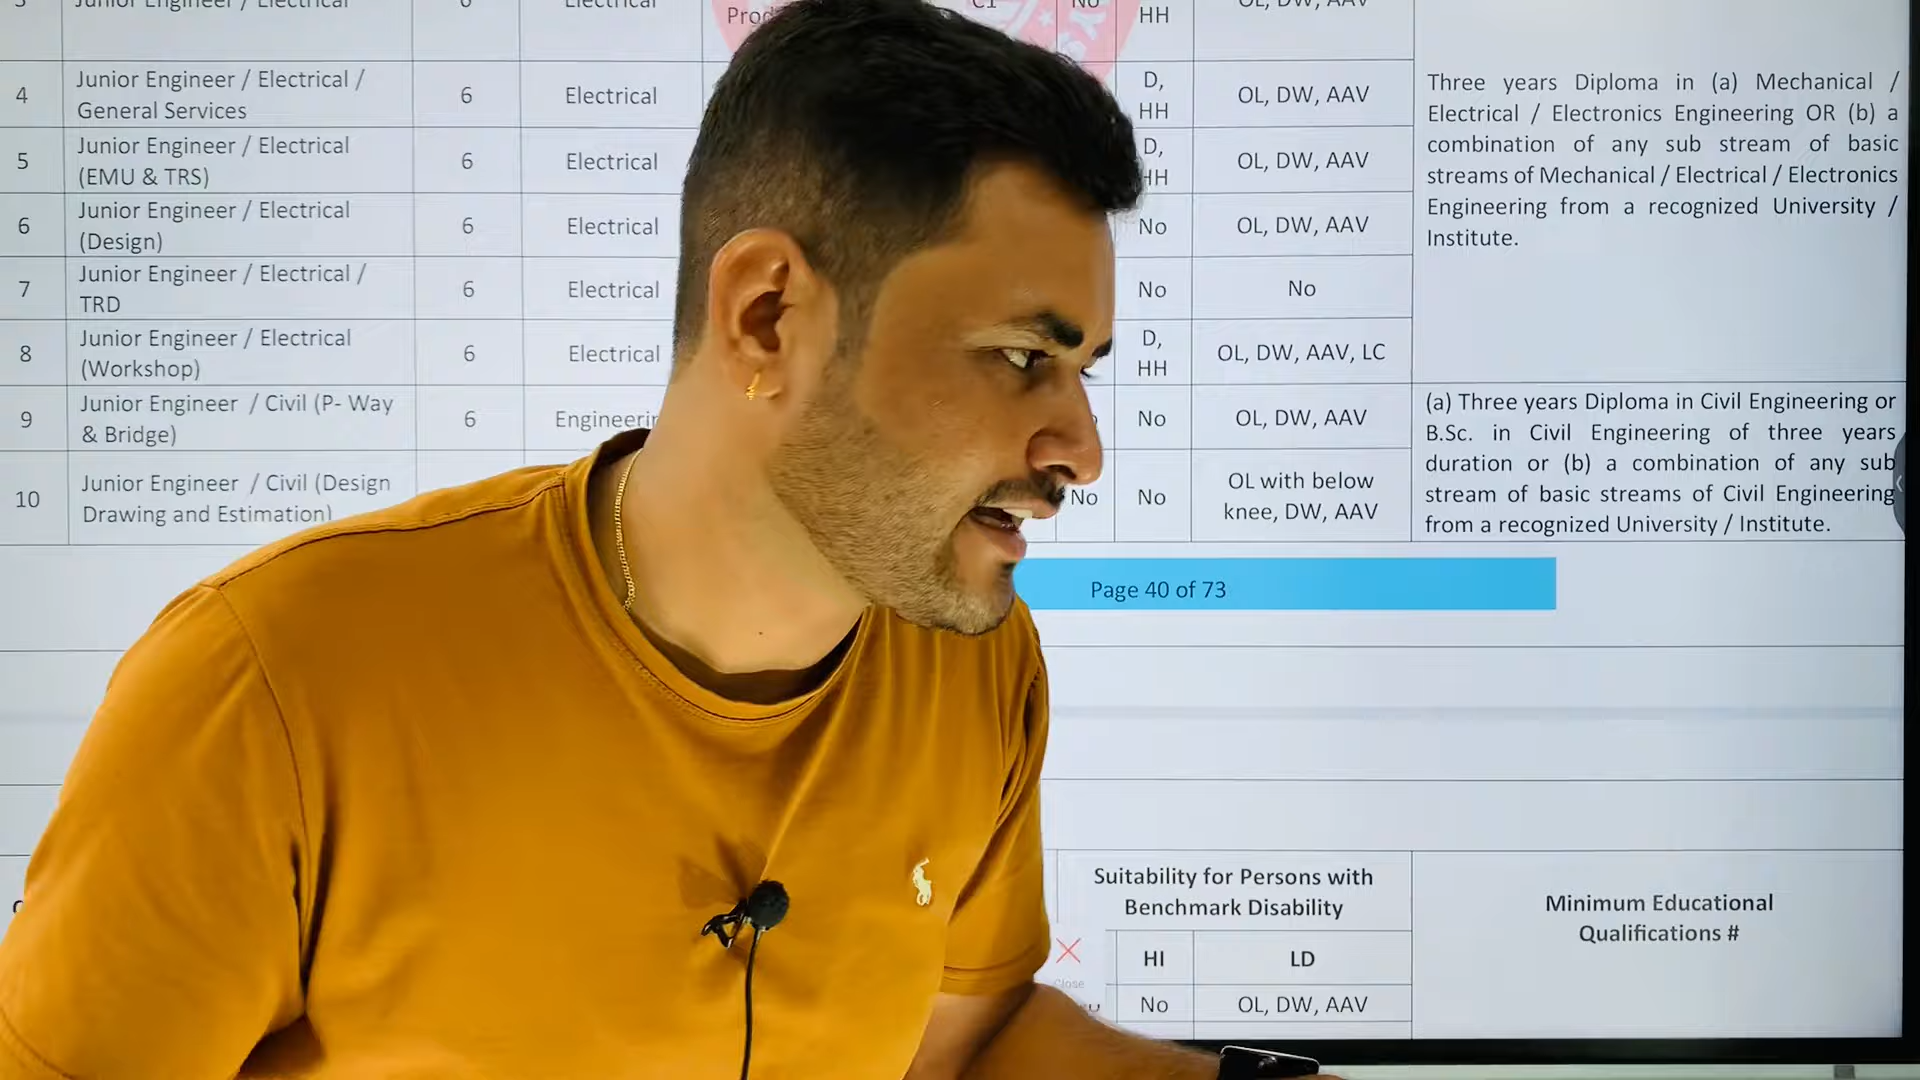 Junior Engineer / Electrical
Electrical
C1
No
HH
OL, DW, AAV
4
Junior Engineer / Electrical /
General Services
6
Electrical
D,
HH
OL, DW, AAV
Three years Diploma in (a) Mechanical /
Electrical / Electronics Engineering OR (b) a
combination of any sub stream of basic
streams of Mechanical / Electrical / Electronics
Engineering from a recognized University /
Institute.
5
Junior Engineer / Electrical
(EMU & TRS)
6
Electrical
D,
HH
OL, DW, AAV
6
Junior Engineer / Electrical
(Design)
6
Electrical
No
OL, DW, AAV
7
Junior Engineer / Electrical /
TRD
6
Electrical
No
No
8
Junior Engineer / Electrical
(Workshop)
6
Electrical
D,
HH
OL, DW, AAV, LC
9
Junior Engineer / Civil (P- Way
& Bridge)
6
No
OL, DW, AAV
(a) Three years Diploma in Civil Engineering or
B.Sc. in Civil Engineering of three years
duration or (b) a combination of any sub
stream of basic streams of Civil Engineering
from a recognized University / Institute.
10
Junior Engineer / Civil (Design
Drawing and Estimation)
No
No
OL with below
knee, DW, AAV
Page 40 of 73
Suitability for Persons with
Benchmark Disability
Minimum Educational
Qualifications #
Close
HI
LD
No
OL, DW, AAV